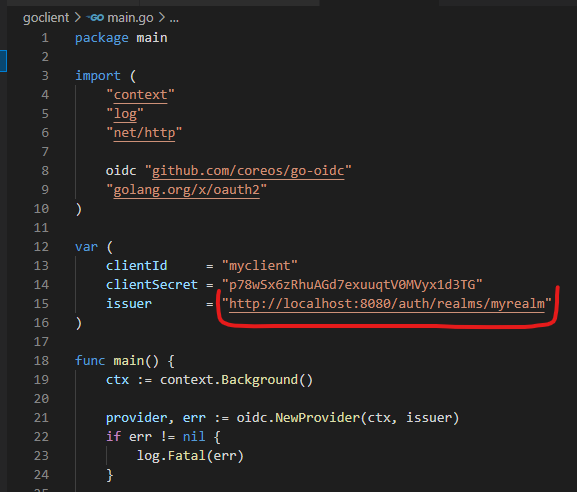 goclient > main.go > ...
1 package main
2
3 import (
4 "context"
5 "log"
6 "net/http"
7
8 oidc "github.com/coreos/go-oidc"
9 "golang.org/x/oauth2"
10 )
11
12 var (
13 clientId = "myclient"
14 clientSecret = "p78wSx6zRhuAGd7exuuqtV0MVyx1d3TG"
15 issuer = "http://localhost:8080/auth/realms/myrealm"
16 )
17
18 func main() {
19 ctx := context.Background()
20
21 provider, err := oidc.NewProvider(ctx, issuer)
22 if err != nil {
23 log.Fatal(err)
24 }